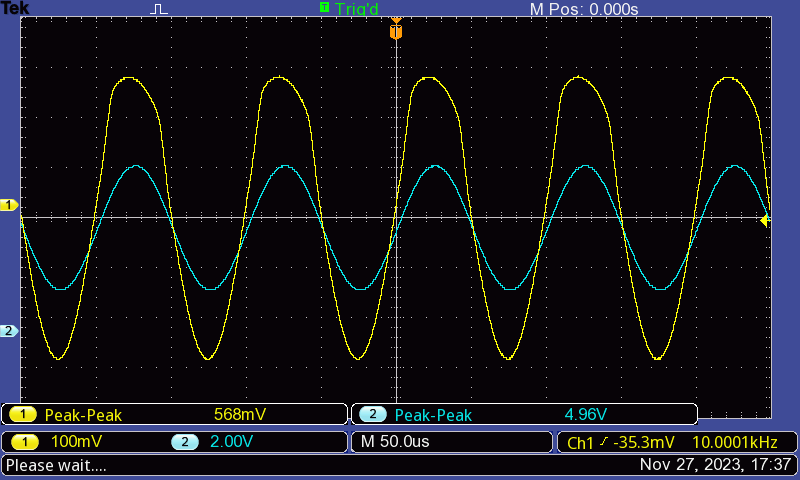 Tek T Trig'd M Pos: 0.000s
T
1
2
1 Peak-Peak 568mV 2 Peak-Peak 4.96V
1 100mV 2 2.00V M 50.0us Ch1 -35.3mV 10.0001kHz
Please wait.... Nov 27, 2023, 17:37